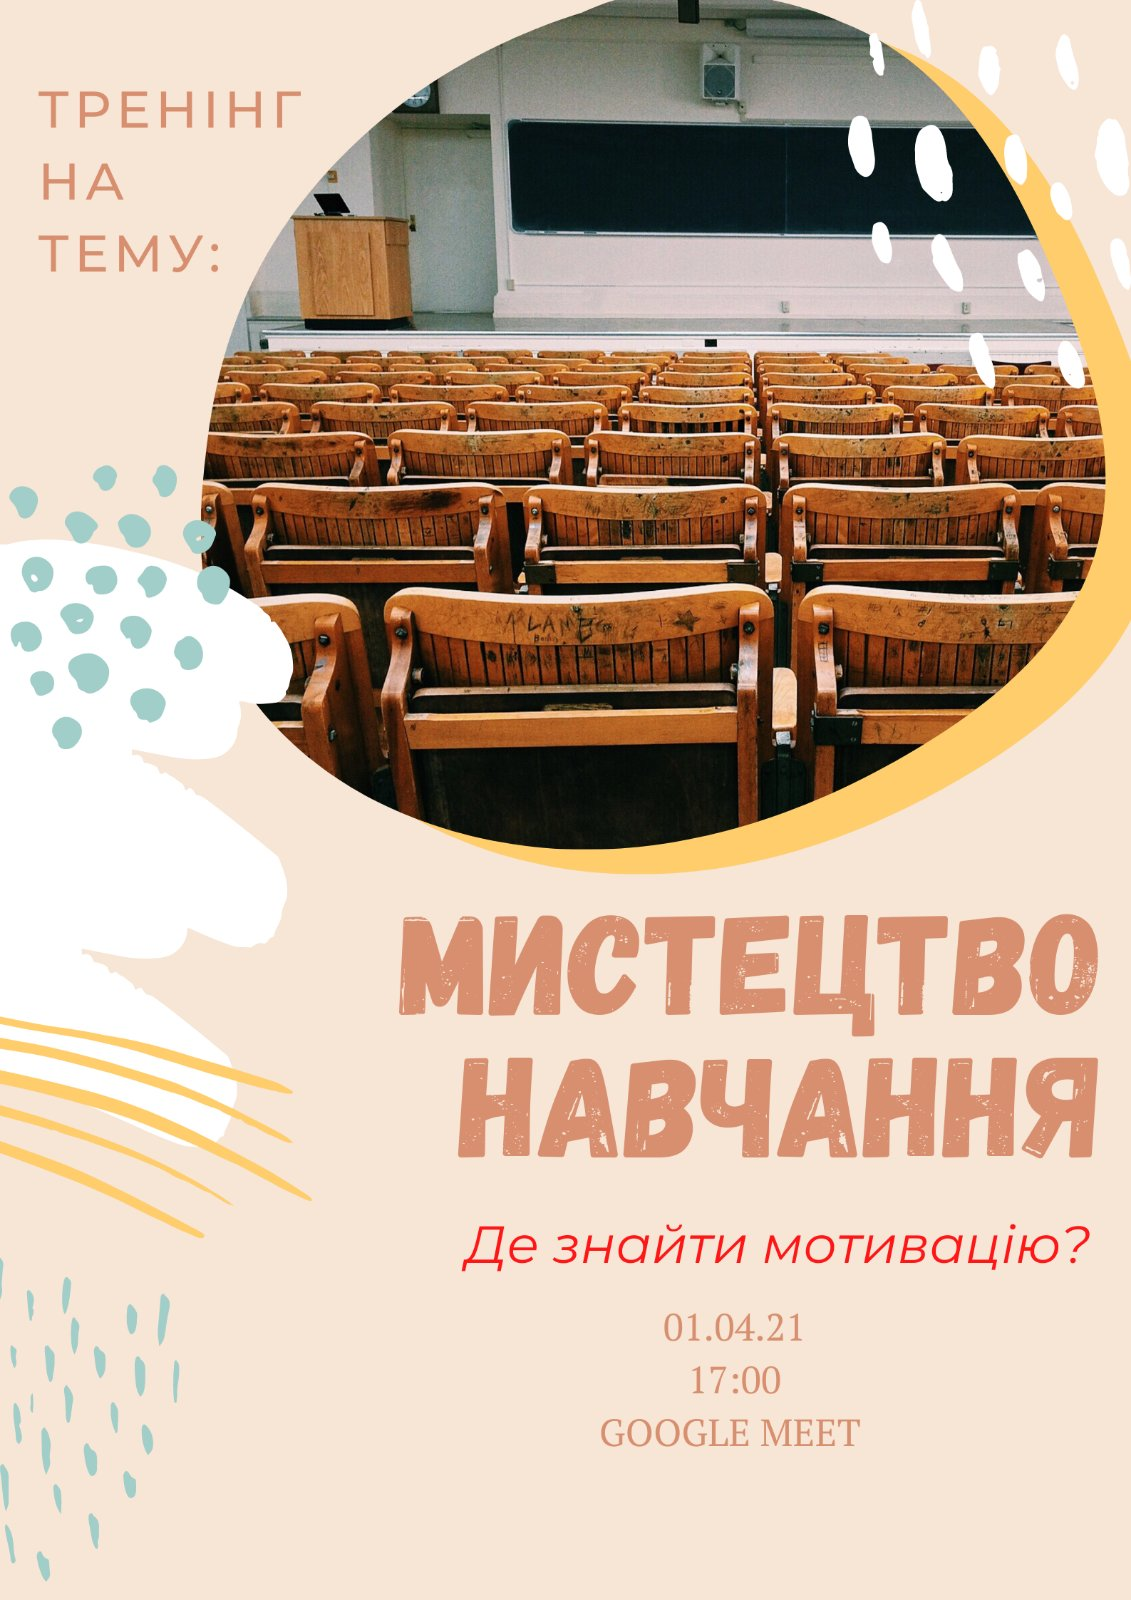 ТРЕНІНГ
НА
ТЕМУ:
МИСТЕЦТВО
НАВЧАННЯ
Де знайти мотивацію?
01.04.21
17:00
GOOGLE MEET